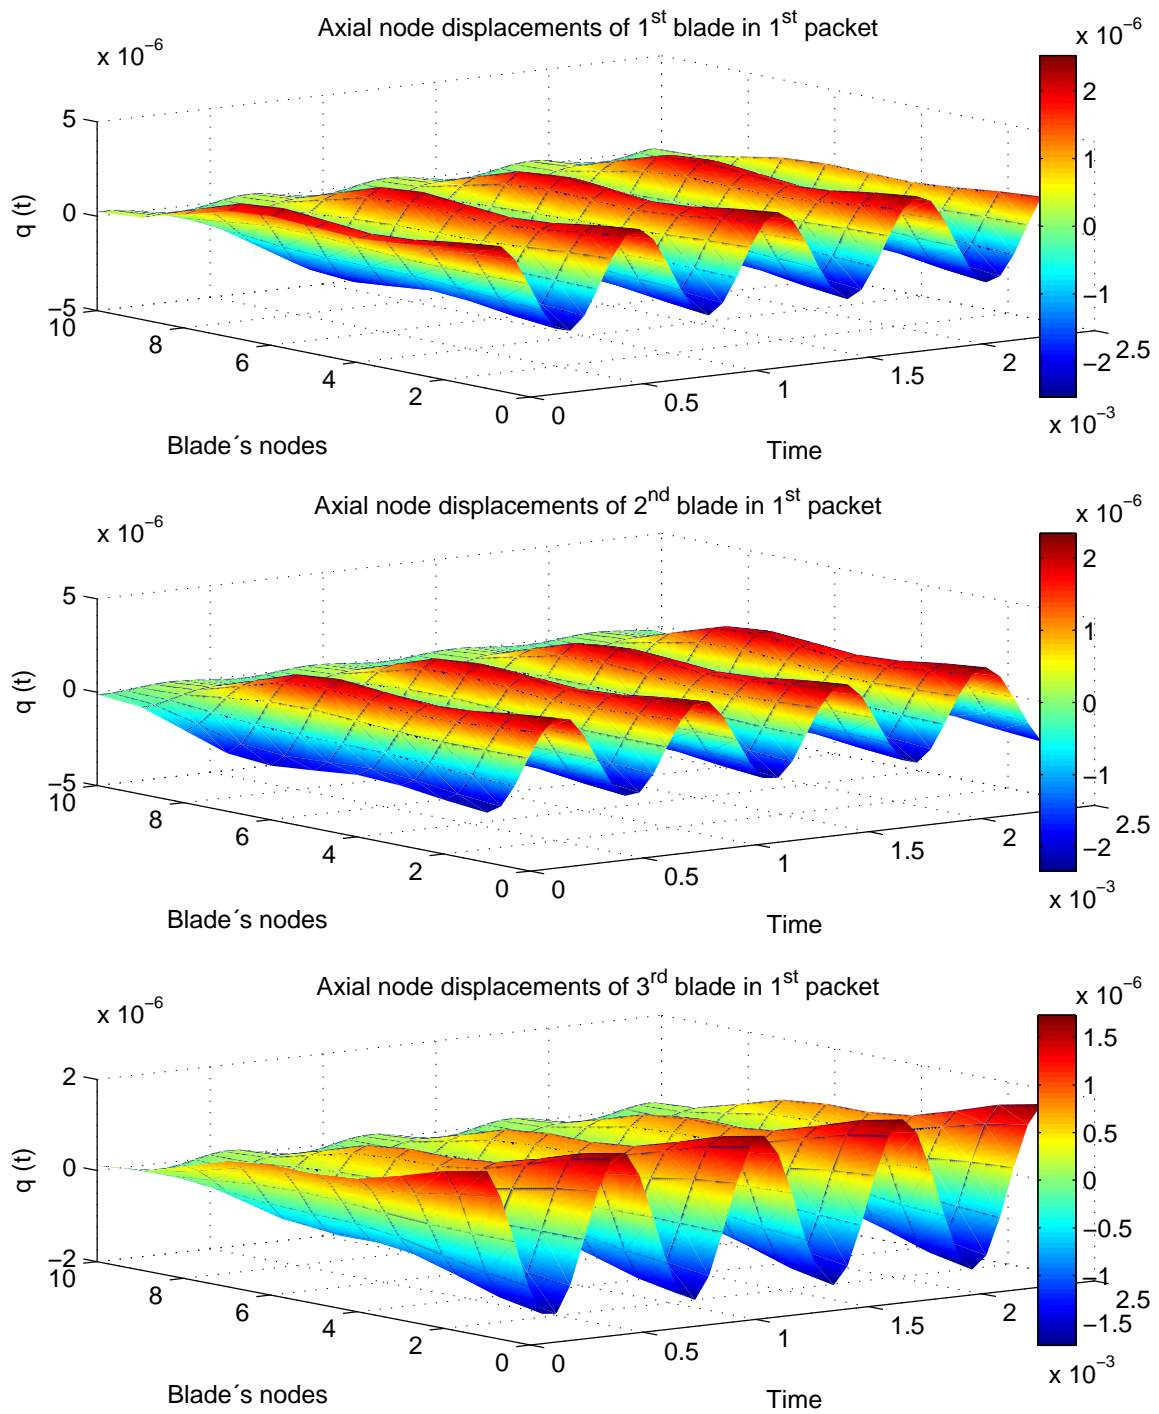 Axial node displacements of 1st blade in 1st packet
x 10−6
x 10−6
5
0
−5
q (t)
10
8
6
4
2
0
Blade´s nodes
0
0.5
1
1.5
2
2.5
x 10−3
Time
2
1
0
−1
−2
Axial node displacements of 2nd blade in 1st packet
x 10−6
x 10−6
5
0
−5
q (t)
10
8
6
4
2
0
Blade´s nodes
0
0.5
1
1.5
2
2.5
x 10−3
Time
2
1
0
−1
−2
Axial node displacements of 3rd blade in 1st packet
x 10−6
x 10−6
2
0
−2
q (t)
10
8
6
4
2
0
Blade´s nodes
0
0.5
1
1.5
2
2.5
x 10−3
Time
1.5
1
0.5
0
−0.5
−1
−1.5